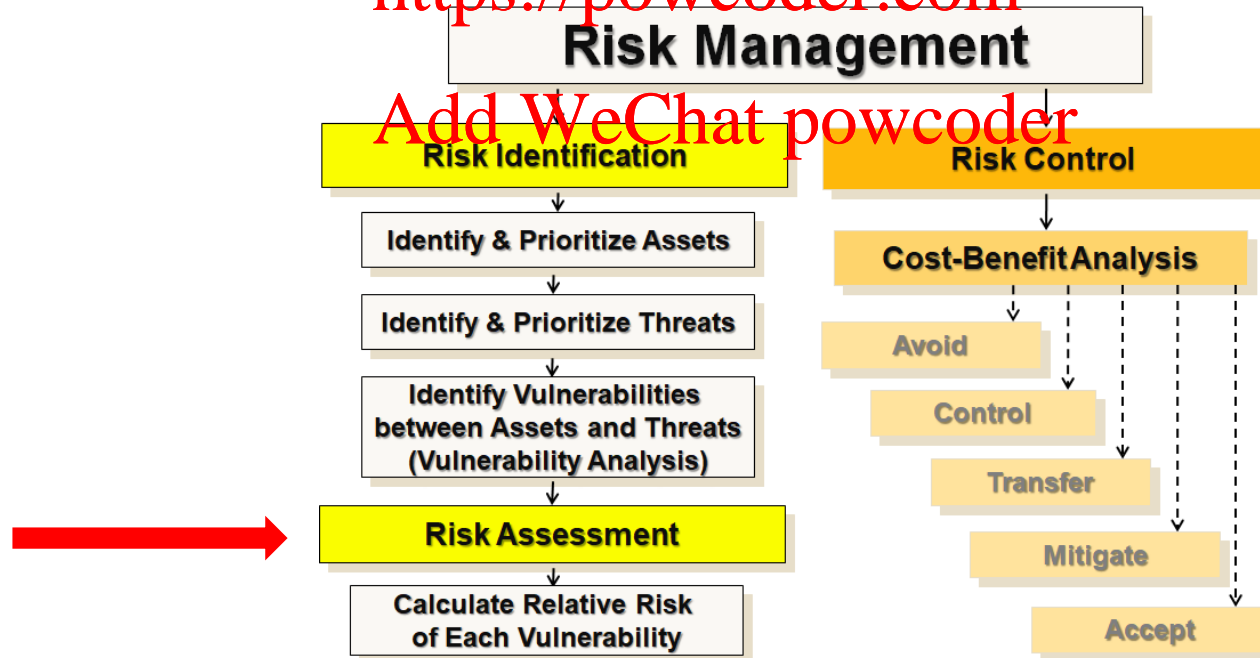 https://powcoder.com
Risk Management
Add WeChat powcoder
Risk Identification
Identify & Prioritize Assets
Identify & Prioritize Threats
Identify Vulnerabilities
between Assets and Threats
(Vulnerability Analysis)
Risk Assessment
Calculate Relative Risk
of Each Vulnerability
Risk Control
Cost-Benefit Analysis
Avoid
Control
Transfer
Mitigate
Accept